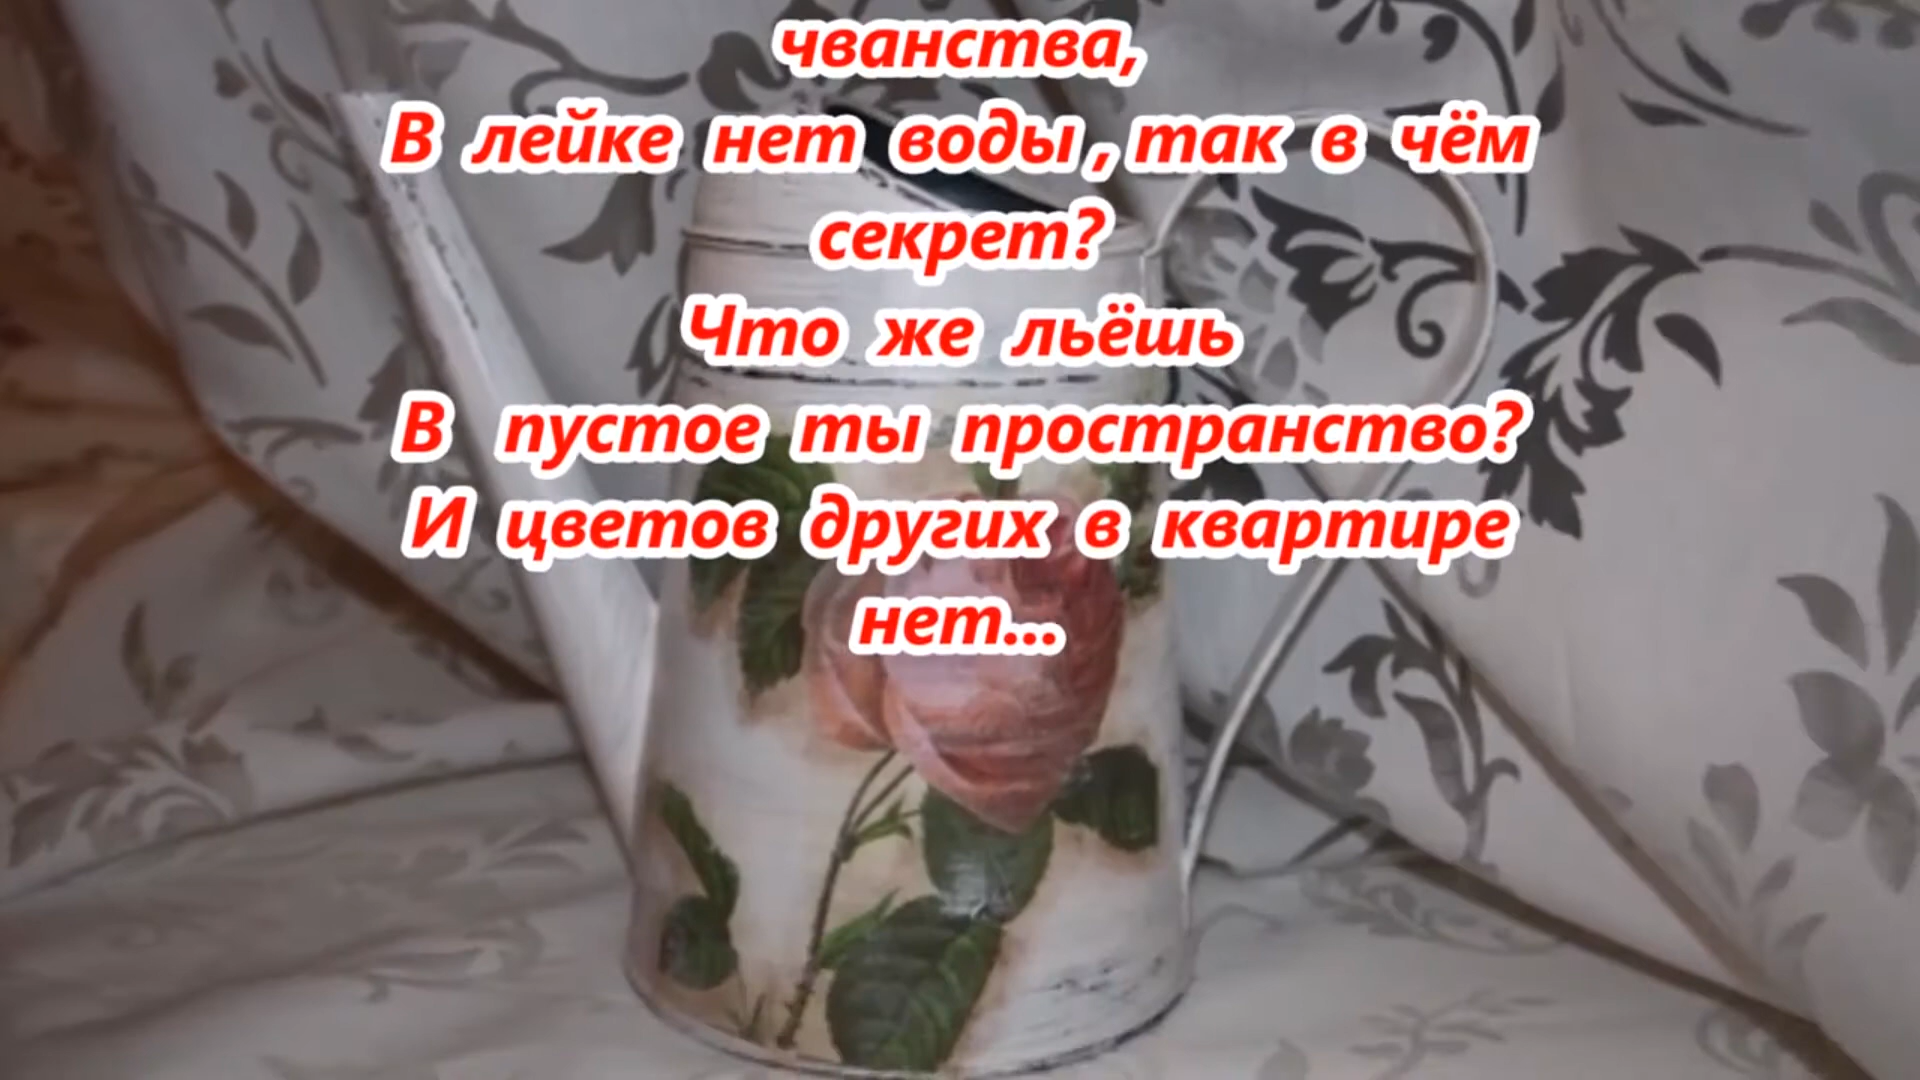 чванства,
В лейке нет воды , так в чём
секрет?
Что же льёшь
В пустое ты пространство?
И цветов других в квартире
нет...